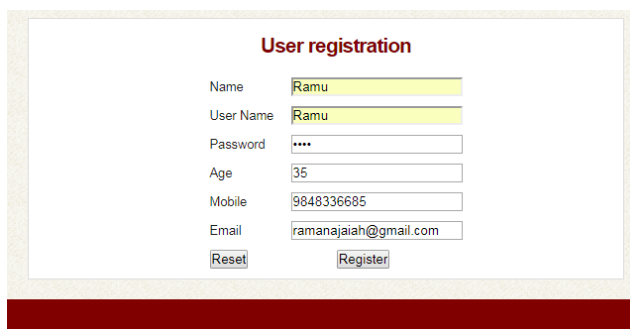 User registration
Name Ramu
User Name Ramu
Password ••••
Age 35
Mobile 9848336685
Email ramanajaiah@gmail.com
Reset Register